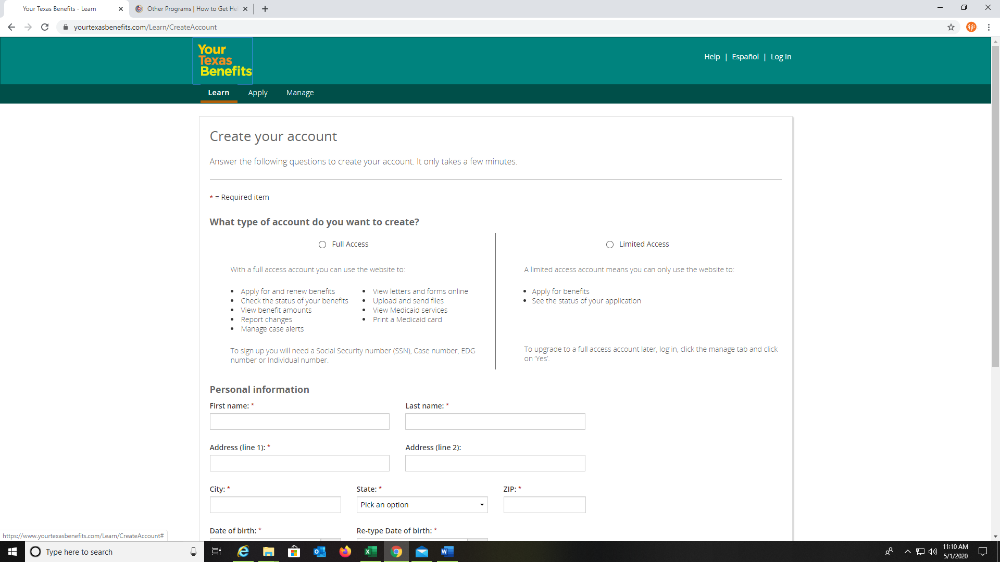 Your Texas Benefits - Learn
Other Programs | How to Get He
yourtexasbenefits.com/Learn/CreateAccount
Your
Texas
Benefits
Help | Español | Log In
Learn Apply Manage
Create your account
Answer the following questions to create your account. It only takes a few minutes.
* = Required item
What type of account do you want to create?
Full Access
With a full access account you can use the website to:
• Apply for and renew benefits
• Check the status of your benefits
• View benefit amounts
• Report changes
• Manage case alerts
• View letters and forms online
• Upload and send files
• View Medicaid services
• Print a Medicaid card
To sign up you will need a Social Security number (SSN), Case number, EDG
number or Individual number.
Limited Access
A limited access account means you can only use the website to:
• Apply for benefits
• See the status of your application
To upgrade to a full access account later, log in, click the manage tab and click
on ‘Yes’.
Personal information
First name: * Last name: *
Address (line 1): * Address (line 2):
City: * State: * ZIP: *
Pick an option
Date of birth: * Re-type Date of birth: *
https://www.yourtexasbenefits.com/Learn/CreateAccount#
Type here to search
11:10 AM
5/1/2020